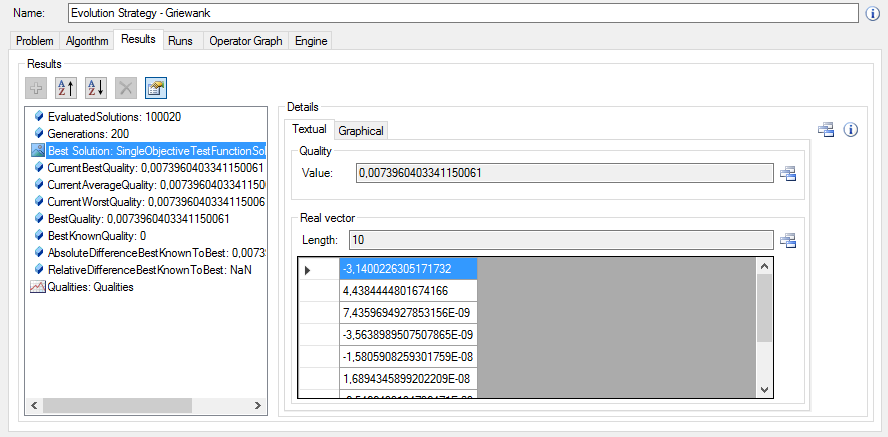 Name: Evolution Strategy - Griewank
Problem Algorithm Results Runs Operator Graph Engine
Results
EvaluatedSolutions: 100020
Generations: 200
Best Solution: SingleObjectiveTestFunctionSol
CurrentBestQuality: 0,0073960403341150061
CurrentAverageQuality: 0,00739604033411500
CurrentWorstQuality: 0,007396040334115006
BestQuality: 0,0073960403341150061
BestKnownQuality: 0
AbsoluteDifferenceBestKnownToBest: 0,0073
RelativeDifferenceBestKnownToBest: NaN
Qualities: Qualities
Details
Textual Graphical
Quality
Value: 0,0073960403341150061
Real vector
Length: 10
-3,1400226305171732
4,4384444801674166
7,4359694927853156E-09
-3,5638989507507865E-09
-1,5805908259301759E-08
1,6894345899202209E-08